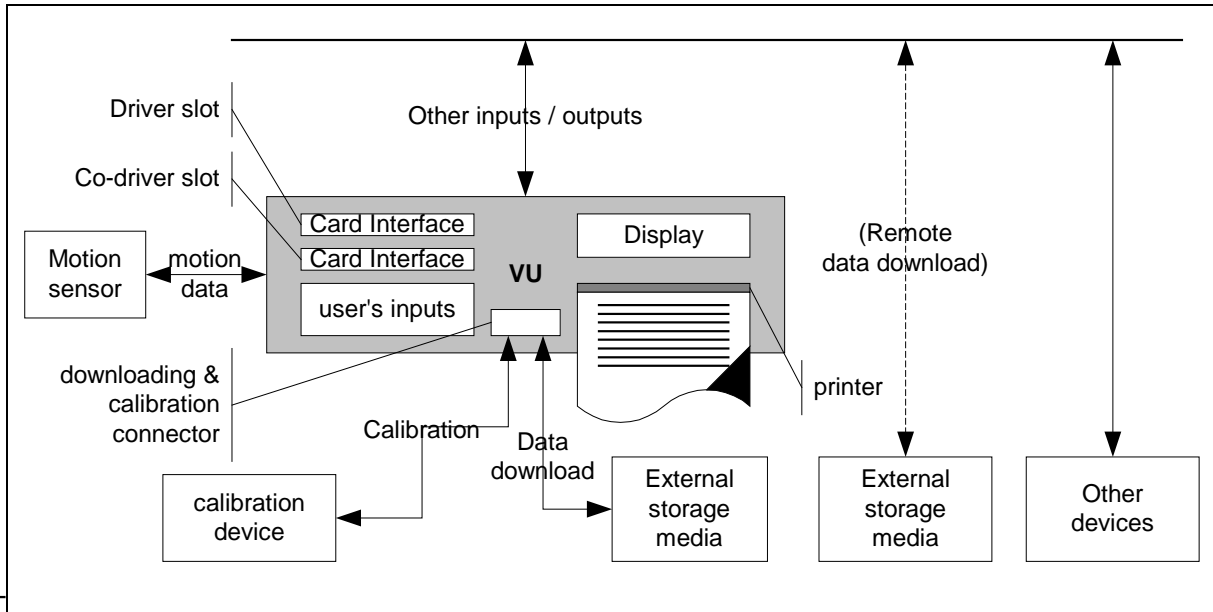 Driver slot
Other inputs / outputs
Co-driver slot
Card Interface
Card Interface
Display
VU
Motion
sensor
motion
data
user's inputs
(Remote
data download)
downloading &
calibration
connector
printer
Calibration
Data
download
calibration
device
External
storage
media
External
storage
media
Other
devices